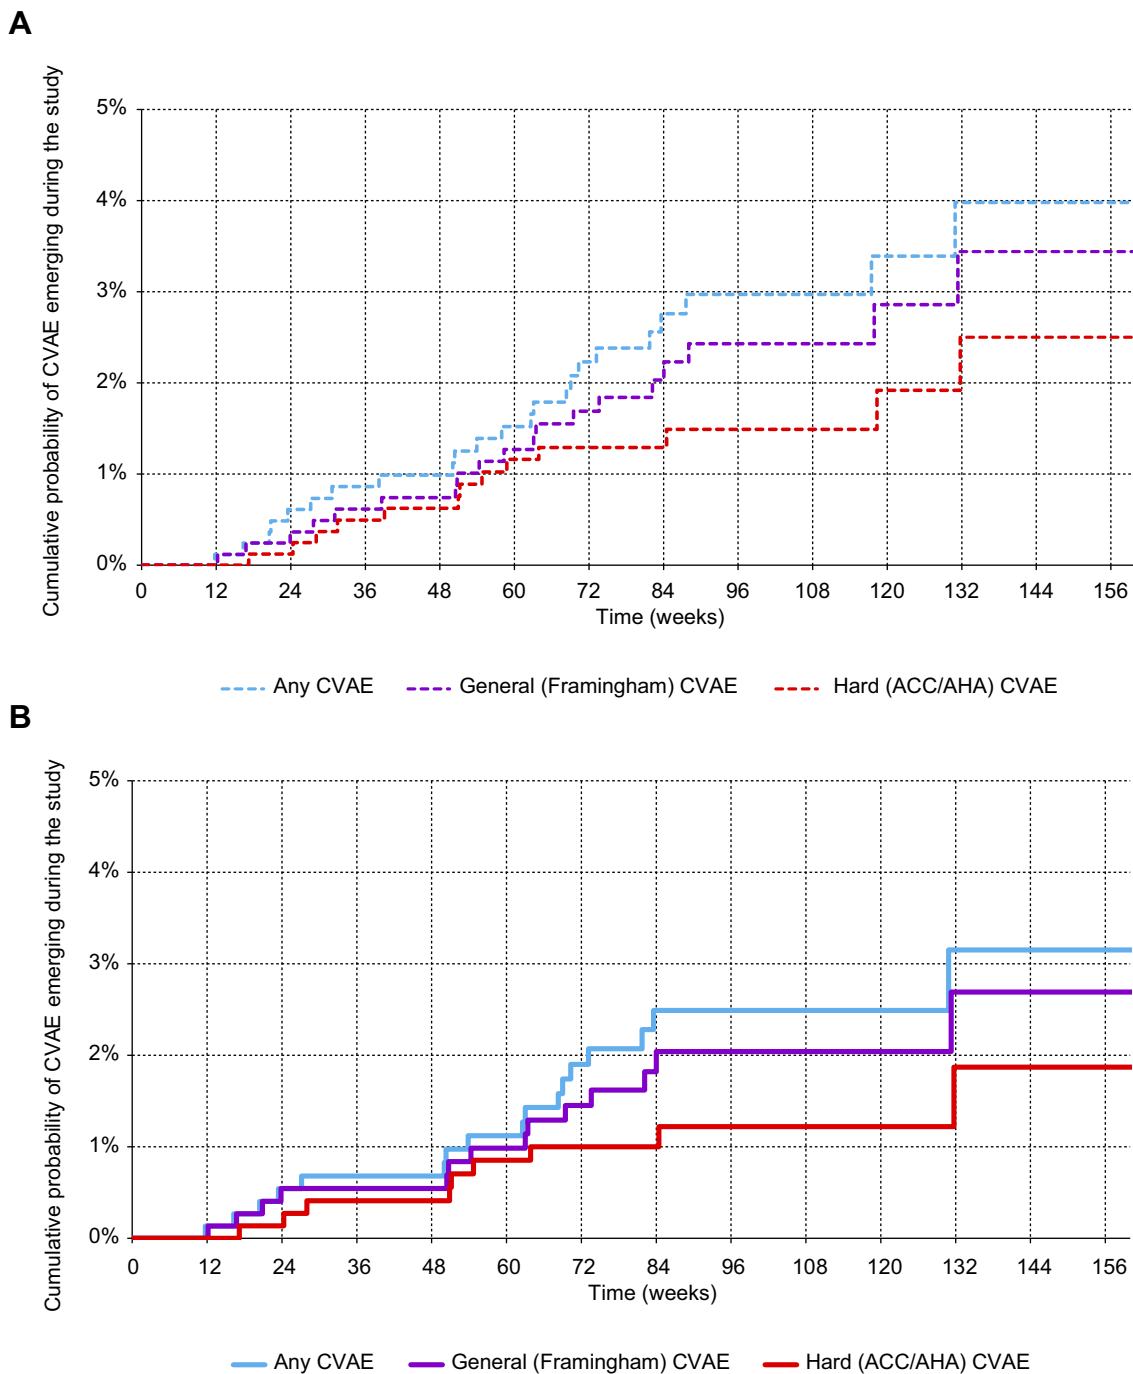 A
Cumulative probability of CVAE emerging during the study
5%
4%
3%
2%
1%
0%
0 12 24 36 48 60 72 84 96 108 120 132 144 156
Time (weeks)
Any CVAE General (Framingham) CVAE Hard (ACC/AHA) CVAE
B
Cumulative probability of CVAE emerging during the study
5%
4%
3%
2%
1%
0%
0 12 24 36 48 60 72 84 96 108 120 132 144 156
Time (weeks)
Any CVAE General (Framingham) CVAE Hard (ACC/AHA) CVAE